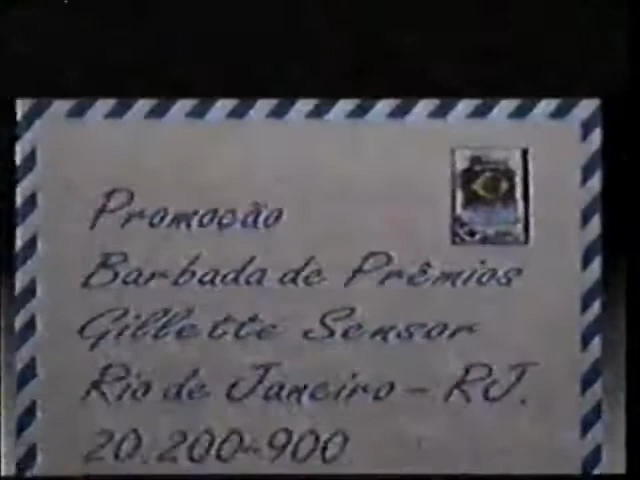 Promoção
Barbada de Prêmios
Gillette Sensor
Rio de Janeiro - RJ.
20.200-900